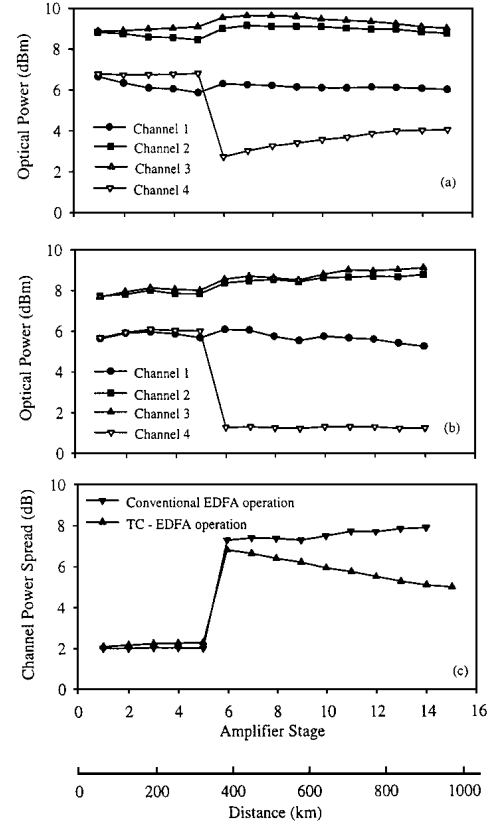 10
8
6
4
2
0
Optical Power (dBm)
Channel 1
Channel 2
Channel 3
Channel 4
(a)
10
8
6
4
2
0
Optical Power (dBm)
Channel 1
Channel 2
Channel 3
Channel 4
(b)
10
8
6
4
2
0
Channel Power Spread (dB)
Conventional EDFA operation
TC - EDFA operation
(c)
0 2 4 6 8 10 12 14 16
Amplifier Stage
0 200 400 600 800 1000
Distance (km)